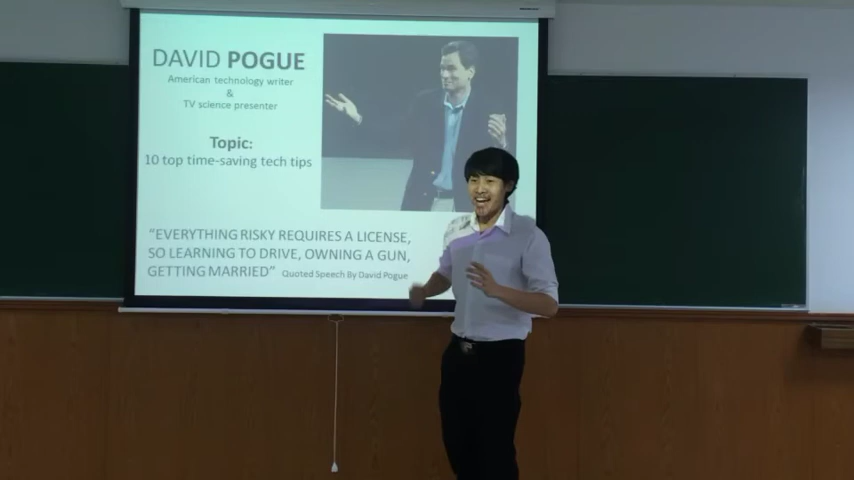 DAVID POGUE
American technology writer
&
TV science presenter
Topic:
10 top time-saving tech tips
“EVERYTHING RISKY REQUIRES A LICENSE,
SO LEARNING TO DRIVE, OWNING A GUN,
GETTING MARRIED” Quoted Speech By David Pogue